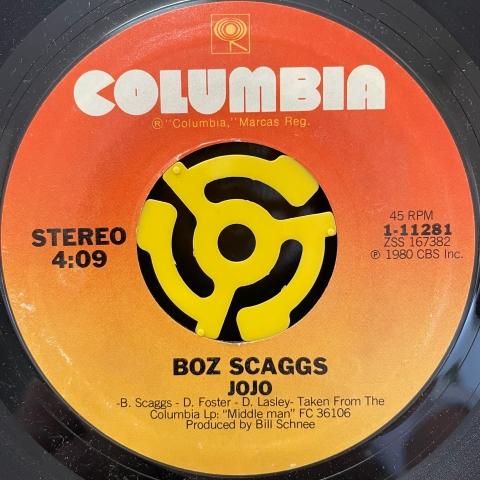 COLUMBIA
® "Columbia," Marcas Reg.
STEREO
4:09
45 RPM
1-11281
ZSS 167382
℗ 1980 CBS Inc.
BOZ SCAGGS
JOJO
-B. Scaggs - D. Foster - D. Lasley- Taken From The
Columbia Lp: "Middle man" FC 36106
Produced by Bill Schnee